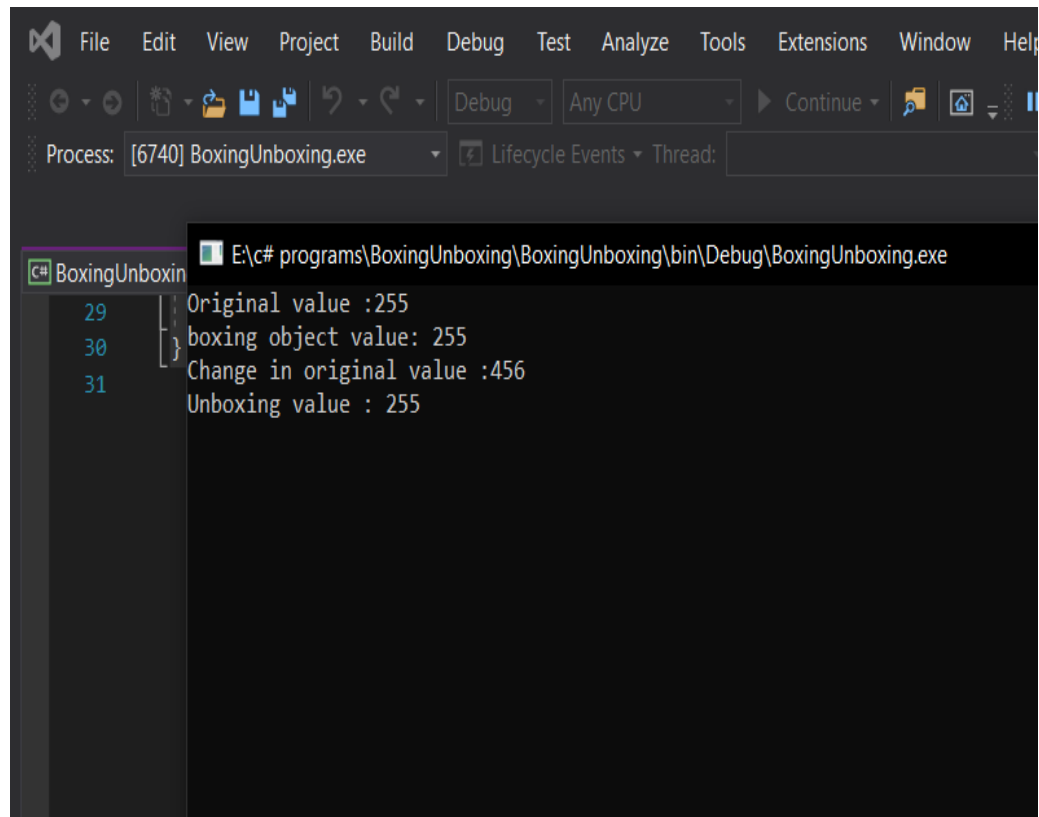 File Edit View Project Build Debug Test Analyze Tools Extensions Window Help
Debug Any CPU Continue
Process: [6740] BoxingUnboxing.exe Lifecycle Events Thread:
E:\c# programs\BoxingUnboxing\BoxingUnboxing\bin\Debug\BoxingUnboxing.exe
C# BoxingUnboxin
29 Original value :255
30 } boxing object value: 255
Change in original value :456
31
Unboxing value : 255